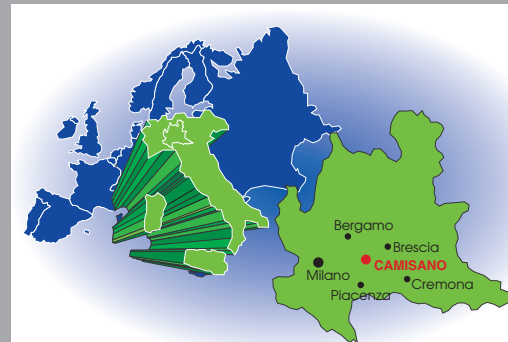 Bergamo
Brescia
CAMISANO
Milano
Cremona
Piacenza